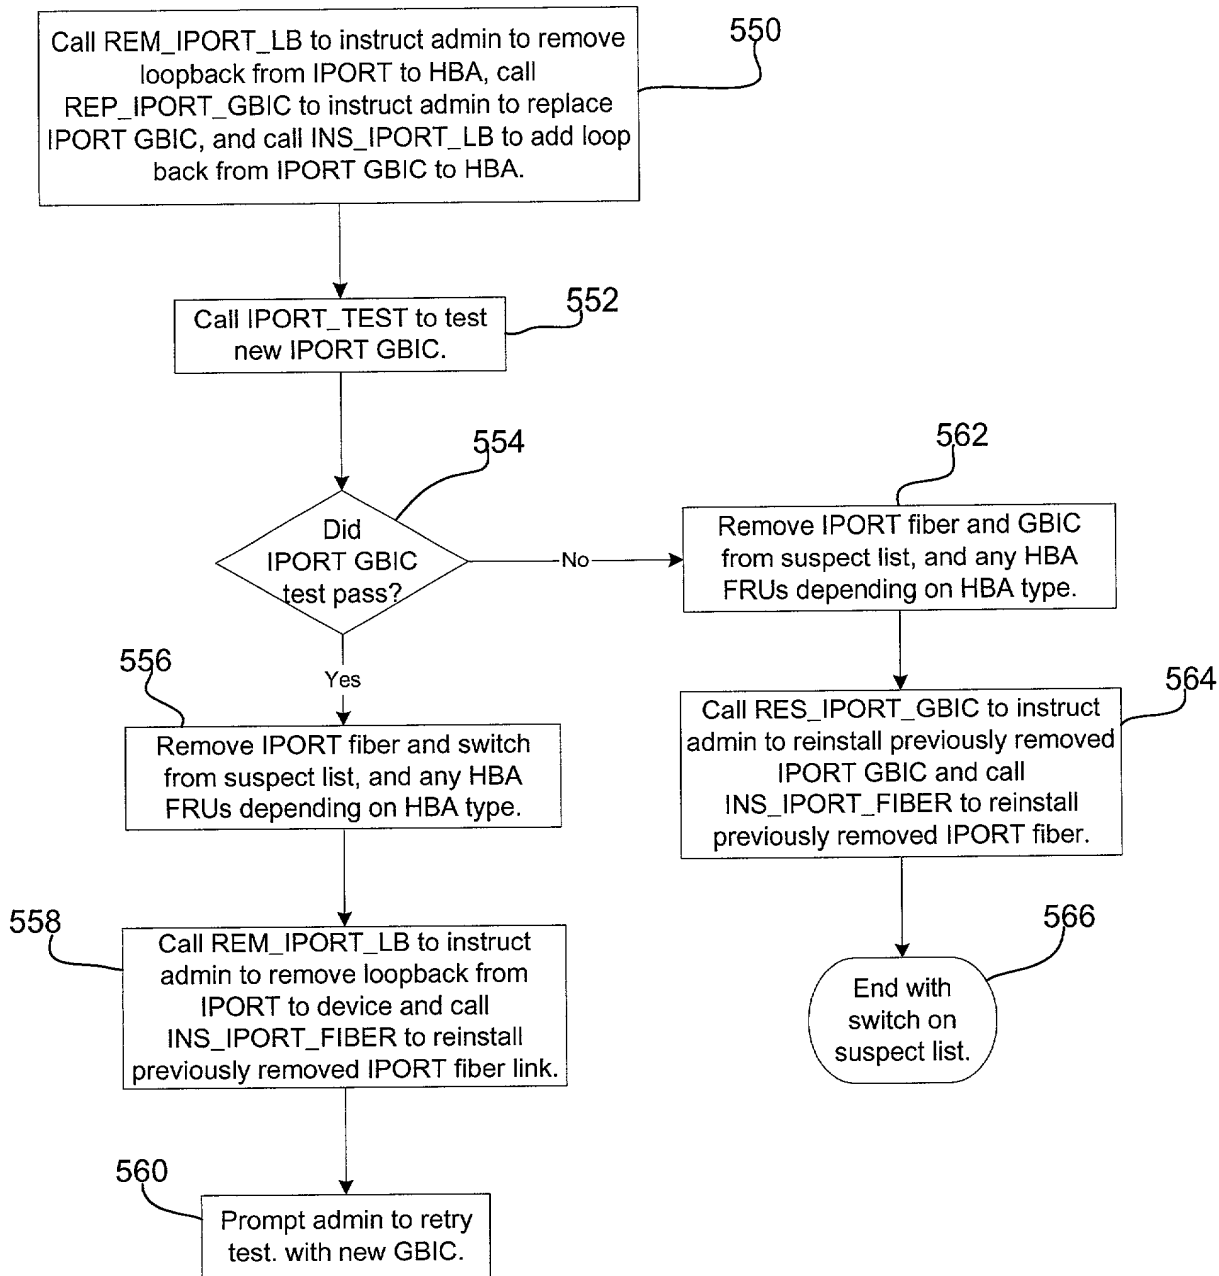 Call REM_IPORT_LB to instruct admin to remove
loopback from IPORT to HBA, call
REP_IPORT_GBIC to instruct admin to replace
IPORT GBIC, and call INS_IPORT_LB to add loop
back from IPORT GBIC to HBA.
550
Call IPORT_TEST to test
new IPORT GBIC.
552
Did
IPORT GBIC
test pass?
554
No
Yes
562
Remove IPORT fiber and GBIC
from suspect list, and any HBA
FRUs depending on HBA type.
556
Remove IPORT fiber and switch
from suspect list, and any HBA
FRUs depending on HBA type.
564
Call RES_IPORT_GBIC to instruct
admin to reinstall previously removed
IPORT GBIC and call
INS_IPORT_FIBER to reinstall
previously removed IPORT fiber.
558
Call REM_IPORT_LB to instruct
admin to remove loopback from
IPORT to device and call
INS_IPORT_FIBER to reinstall
previously removed IPORT fiber link.
566
End with
switch on
suspect list.
560
Prompt admin to retry
test. with new GBIC.